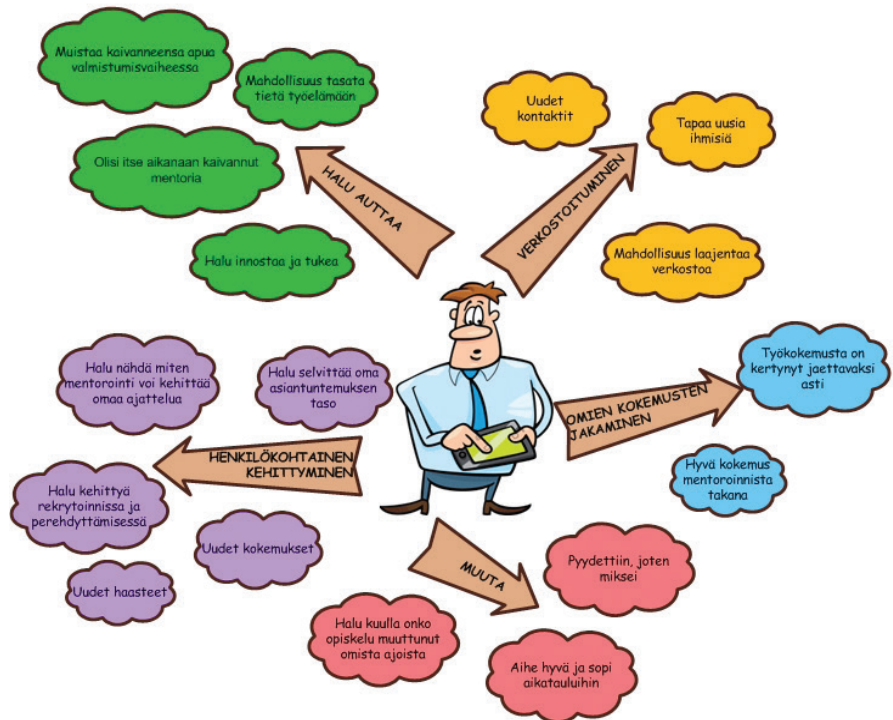 Muistaa kaivanneensa apua
valmistumisvaiheessa
Mahdollisuus tasata
tietä työelämään
Olisi itse aikanaan kaivannut
mentoria
Halu innostaa ja tukea
HALU AUTTAA
Uudet
kontaktit
Tapaa uusia
ihmisiä
Mahdollisuus laajentaa
verkostoa
VERKOSTOITUMINEN
Halu nähdä miten
mentorointi voi kehittää
omaa ajattelua
Halu selvittää oma
asiantuntemuksen
taso
HENKILÖKOHTAINEN
KEHITTYMINEN
Halu kehittyä
rekrytoinnissa ja
perehdyttämisessä
Uudet kokemukset
Uudet haasteet
OMIEN KOKEMUSTEN
JAKAMINEN
Työkokemusta on
kertynyt jaettavaksi
asti
Hyvä kokemus
mentoroinnista
takana
MUUTA
Pyydettiin, joten
miksei
Halu kuulla onko
opiskelu muuttunut
omista ajoista
Aihe hyvä ja sopi
aikatauluihin